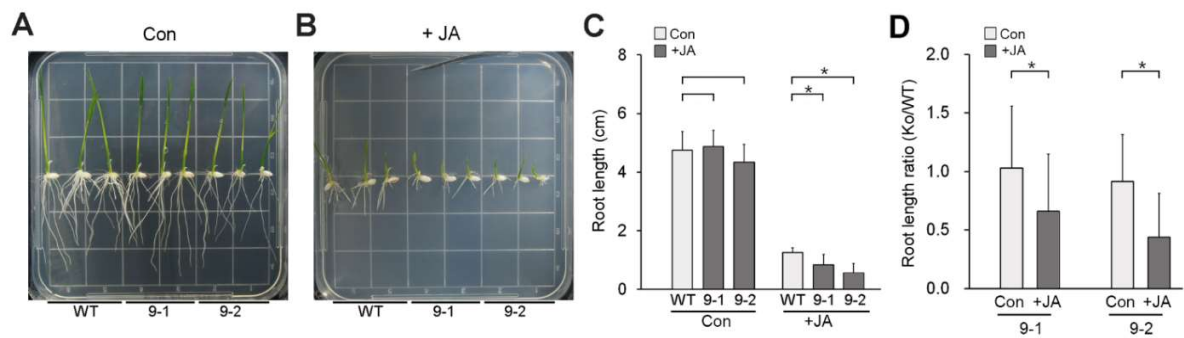 A
Con
WT
9-1
9-2
B
+ JA
WT
9-1
9-2
C
Con
+JA
Root length (cm)
8
6
4
2
0
*
*
WT 9-1 9-2 WT 9-1 9-2
Con
+JA
D
Con
+JA
Root length ratio (Ko/WT)
2.0
1.5
1.0
0.5
0.0
*
*
Con +JA Con +JA
9-1
9-2